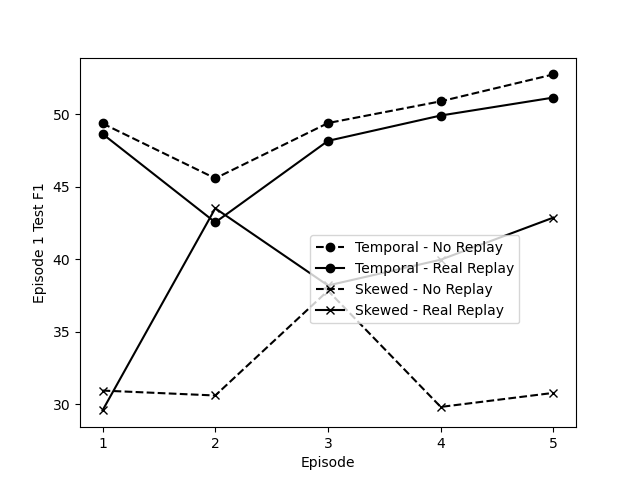 50
45
40
35
30
Episode 1 Test F1
Temporal - No Replay
Temporal - Real Replay
Skewed - No Replay
Skewed - Real Replay
1 2 3 4 5
Episode